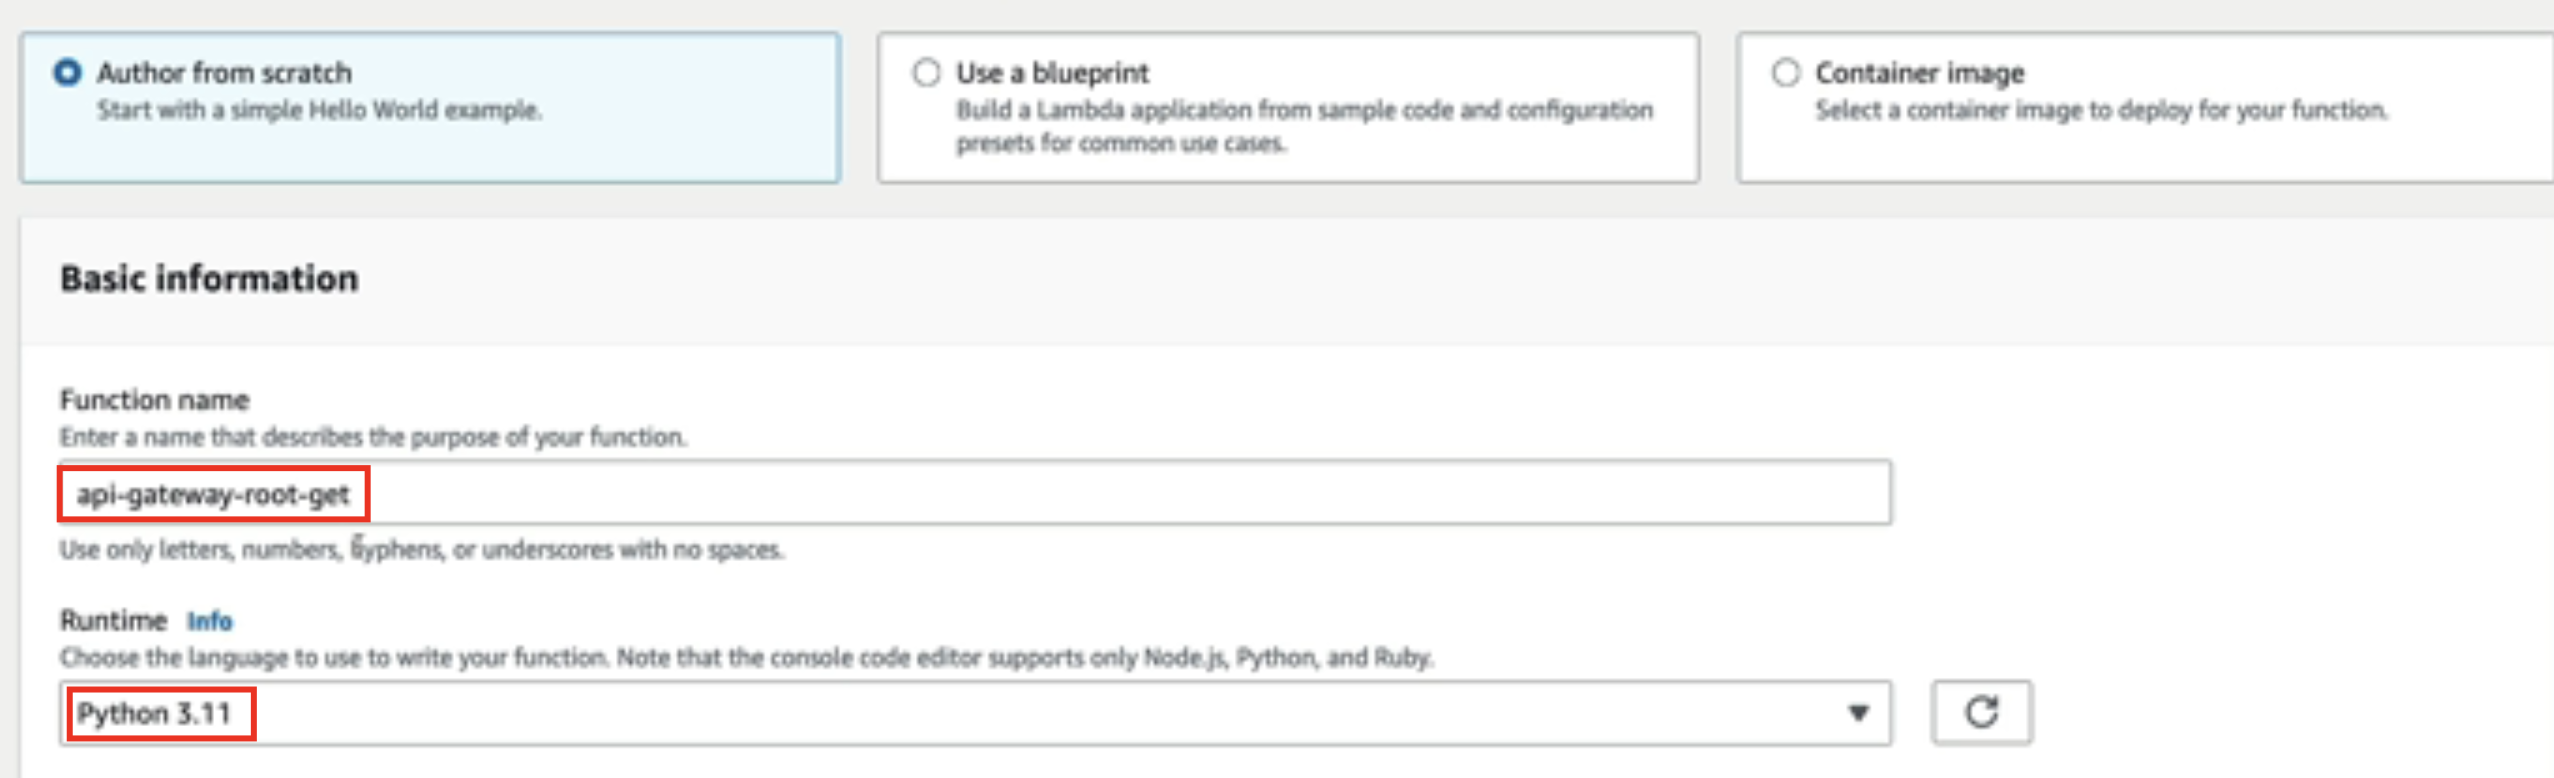 Author from scratch
Start with a simple Hello World example.
Use a blueprint
Build a Lambda application from sample code and configuration
presets for common use cases.
Container image
Select a container image to deploy for your function.
Basic information
Function name
Enter a name that describes the purpose of your function.
api-gateway-root-get
Use only letters, numbers, hyphens, or underscores with no spaces.
Runtime Info
Choose the language to use to write your function. Note that the console code editor supports only Node.js, Python, and Ruby.
Python 3.11